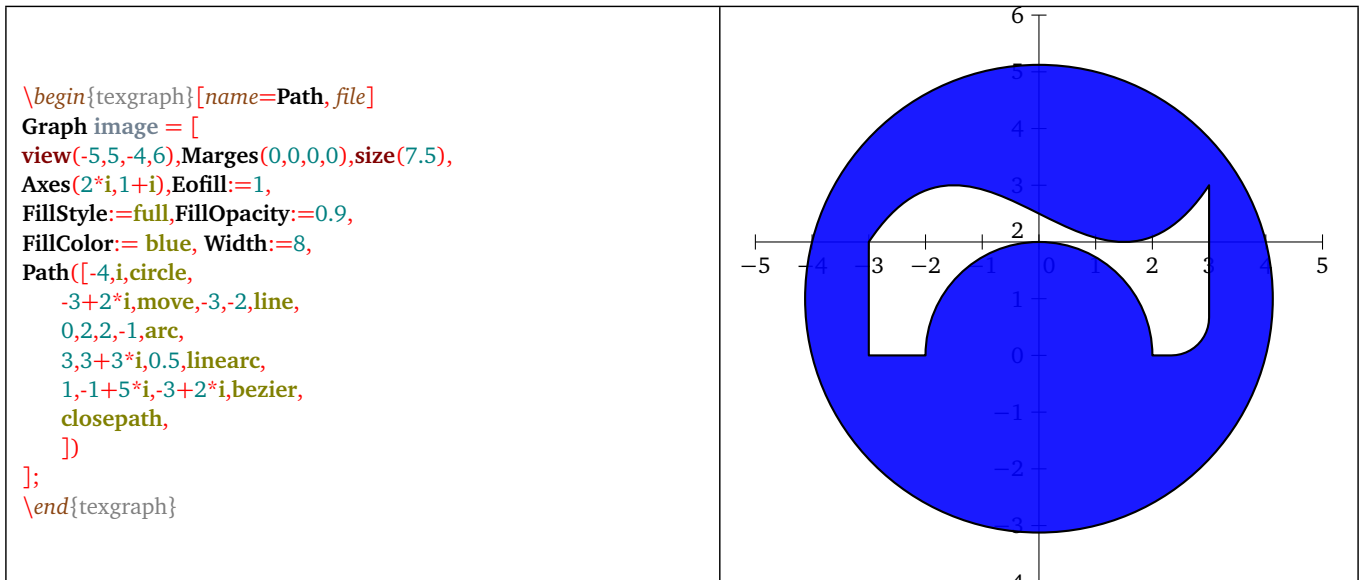 \begin{texgraph}[name=Path, file]
Graph image = [
view(-5,5,-4,6),Marges(0,0,0,0),size(7.5),
Axes(2*i,1+i),Eofill:=1,
FillStyle:=full,FillOpacity:=0.9,
FillColor:= blue, Width:=8,
Path([-4,i,circle,
-3+2*i,move,-3,-2,line,
0,2,2,-1,arc,
3,3+3*i,0.5,linearc,
1,-1+5*i,-3+2*i,bezier,
closepath,
])
];
\end{texgraph}
6
5
4
3
2
−5 −4 −3 −2 −1 0 1 2 3 4 5
1
0
−1
−2
−3
−4